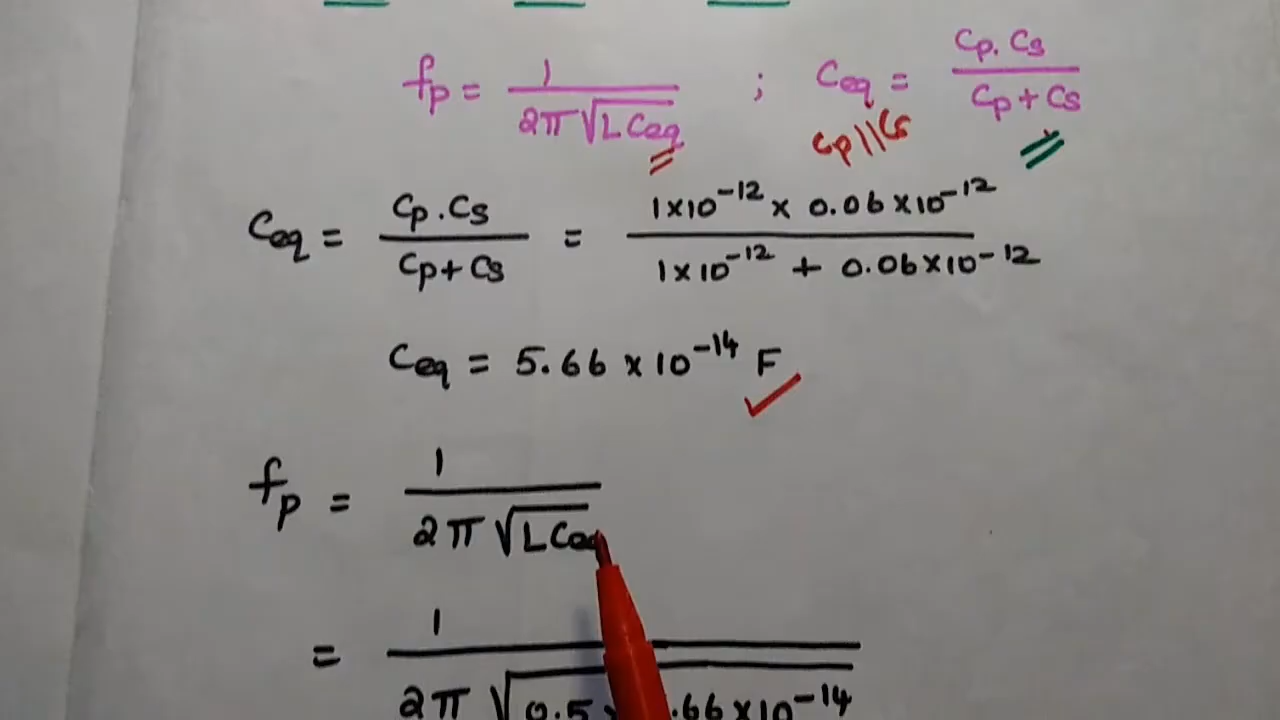 fp = 1 / 2π√LCeq ; Ceq = Cp.Cs / Cp+Cs
Cp||Cs
Ceq = Cp.Cs / Cp+Cs = 1×10⁻¹² × 0.06×10⁻¹² / 1×10⁻¹² + 0.06×10⁻¹²
Ceq = 5.66 ×10⁻¹⁴ F
fp = 1 / 2π√LCeq
= 1 / 2π√0.5 × .66×10⁻¹⁴